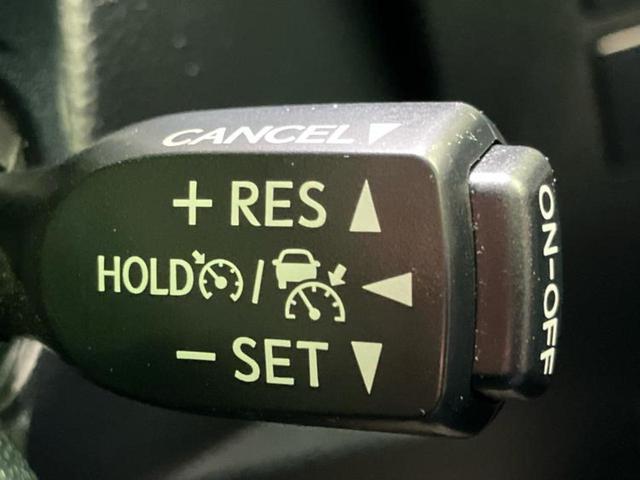 CANCEL▼
+ RES ▲
HOLD / ◀
- SET ▼
ON-OFF